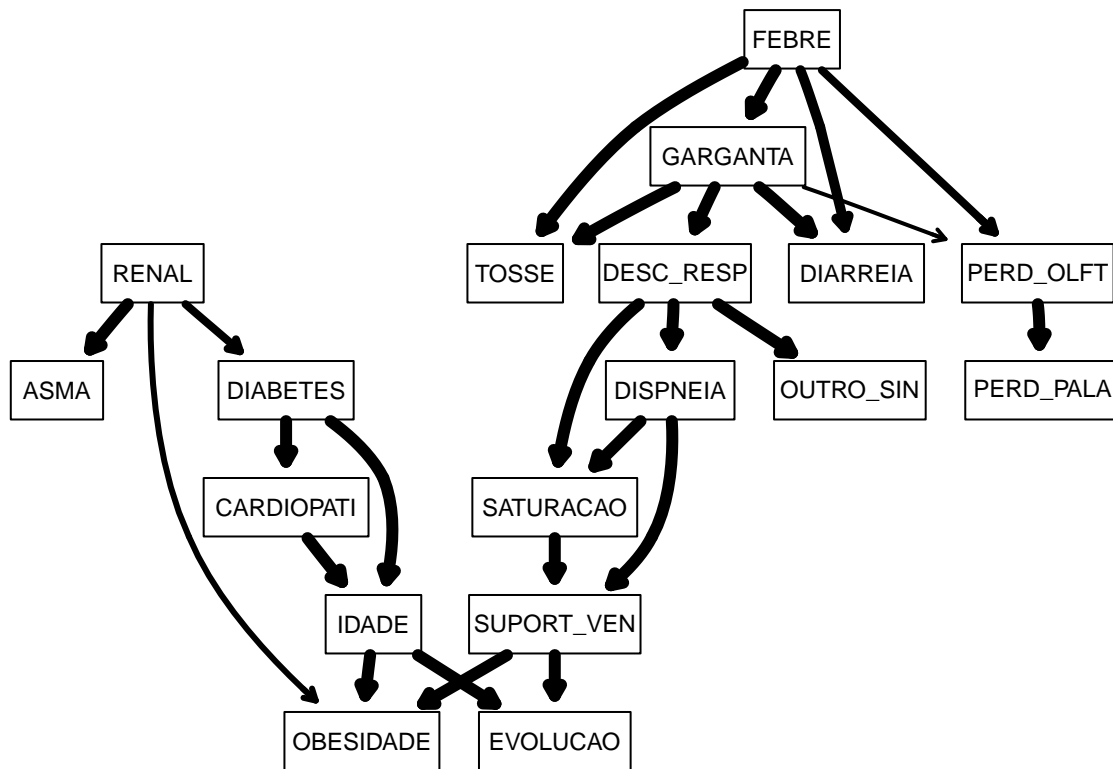 FEBRE
GARGANTA
RENAL
TOSSE
DESC_RESP
DIARREIA
PERD_OLFT
ASMA
DIABETES
DISPNEIA
OUTRO_SIN
PERD_PALA
CARDIOPATI
SATURACAO
IDADE
SUPORT_VEN
OBESIDADE
EVOLUCAO